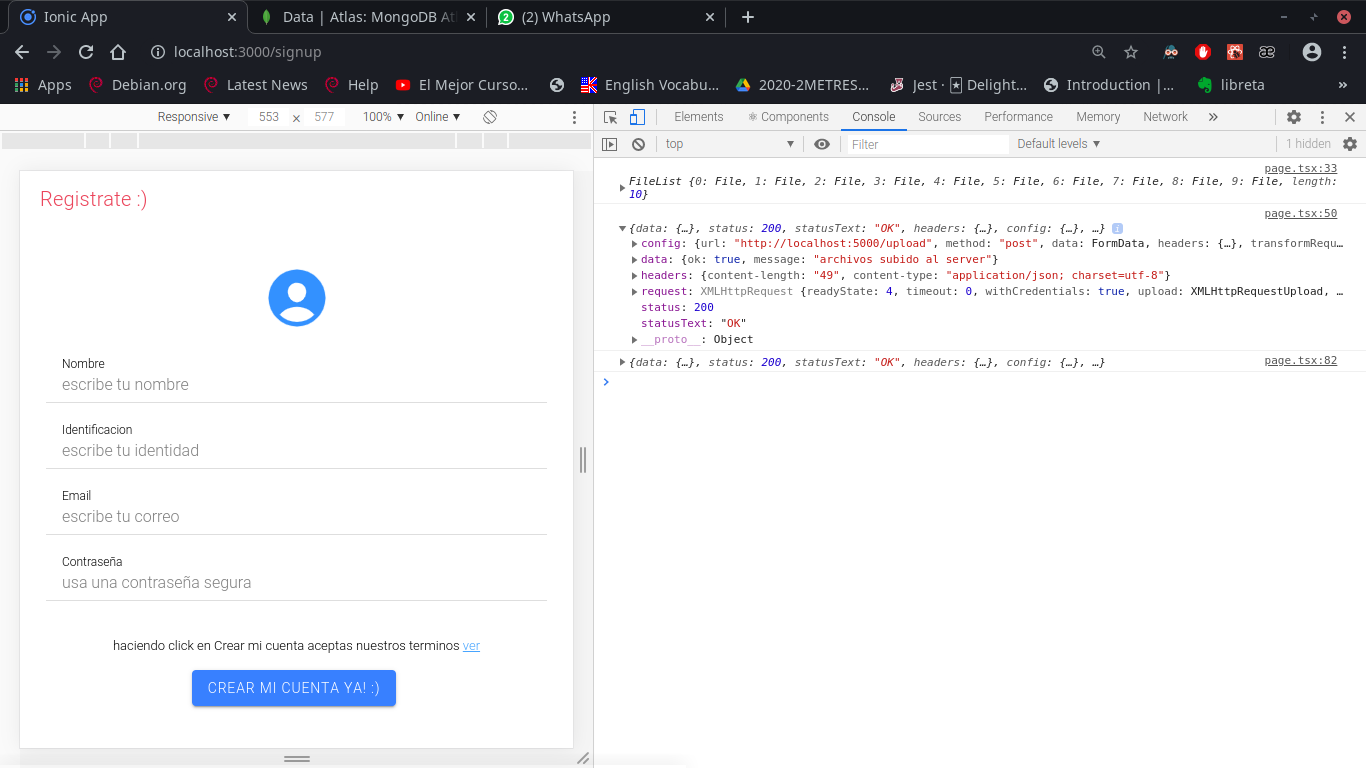 Ionic App
Data | Atlas: MongoDB Atl
2
(2) WhatsApp
localhost:3000/signup
Apps
Debian.org
Latest News
Help
El Mejor Curso...
English Vocabu...
2020-2METRES...
Jest · 🃏 Delight...
Introduction |...
libreta
»
Responsive ▼ 553 × 577 100% ▼ Online ▼
Elements
Components
Console
Sources
Performance
Memory
Network
»
top ▼
Filter
Default levels ▼
1 hidden
Registrate :)
Nombre
escribe tu nombre
Identificacion
escribe tu identidad
Email
escribe tu correo
Contraseña
usa una contraseña segura
haciendo click en Crear mi cuenta aceptas nuestros terminos ver
CREAR MI CUENTA YA! :)
page.tsx:33
FileList {0: File, 1: File, 2: File, 3: File, 4: File, 5: File, 6: File, 7: File, 8: File, 9: File, length:
10}
page.tsx:50
{data: {…}, status: 200, statusText: "OK", headers: {…}, config: {…}, …} i
config: {url: "http://localhost:5000/upload", method: "post", data: FormData, headers: {…}, transformRequ…
data: {ok: true, message: "archivos subido al server"}
headers: {content-length: "49", content-type: "application/json; charset=utf-8"}
request: XMLHttpRequest {readyState: 4, timeout: 0, withCredentials: true, upload: XMLHttpRequestUpload, …
status: 200
statusText: "OK"
__proto__: Object
{data: {…}, status: 200, statusText: "OK", headers: {…}, config: {…}, …} page.tsx:82